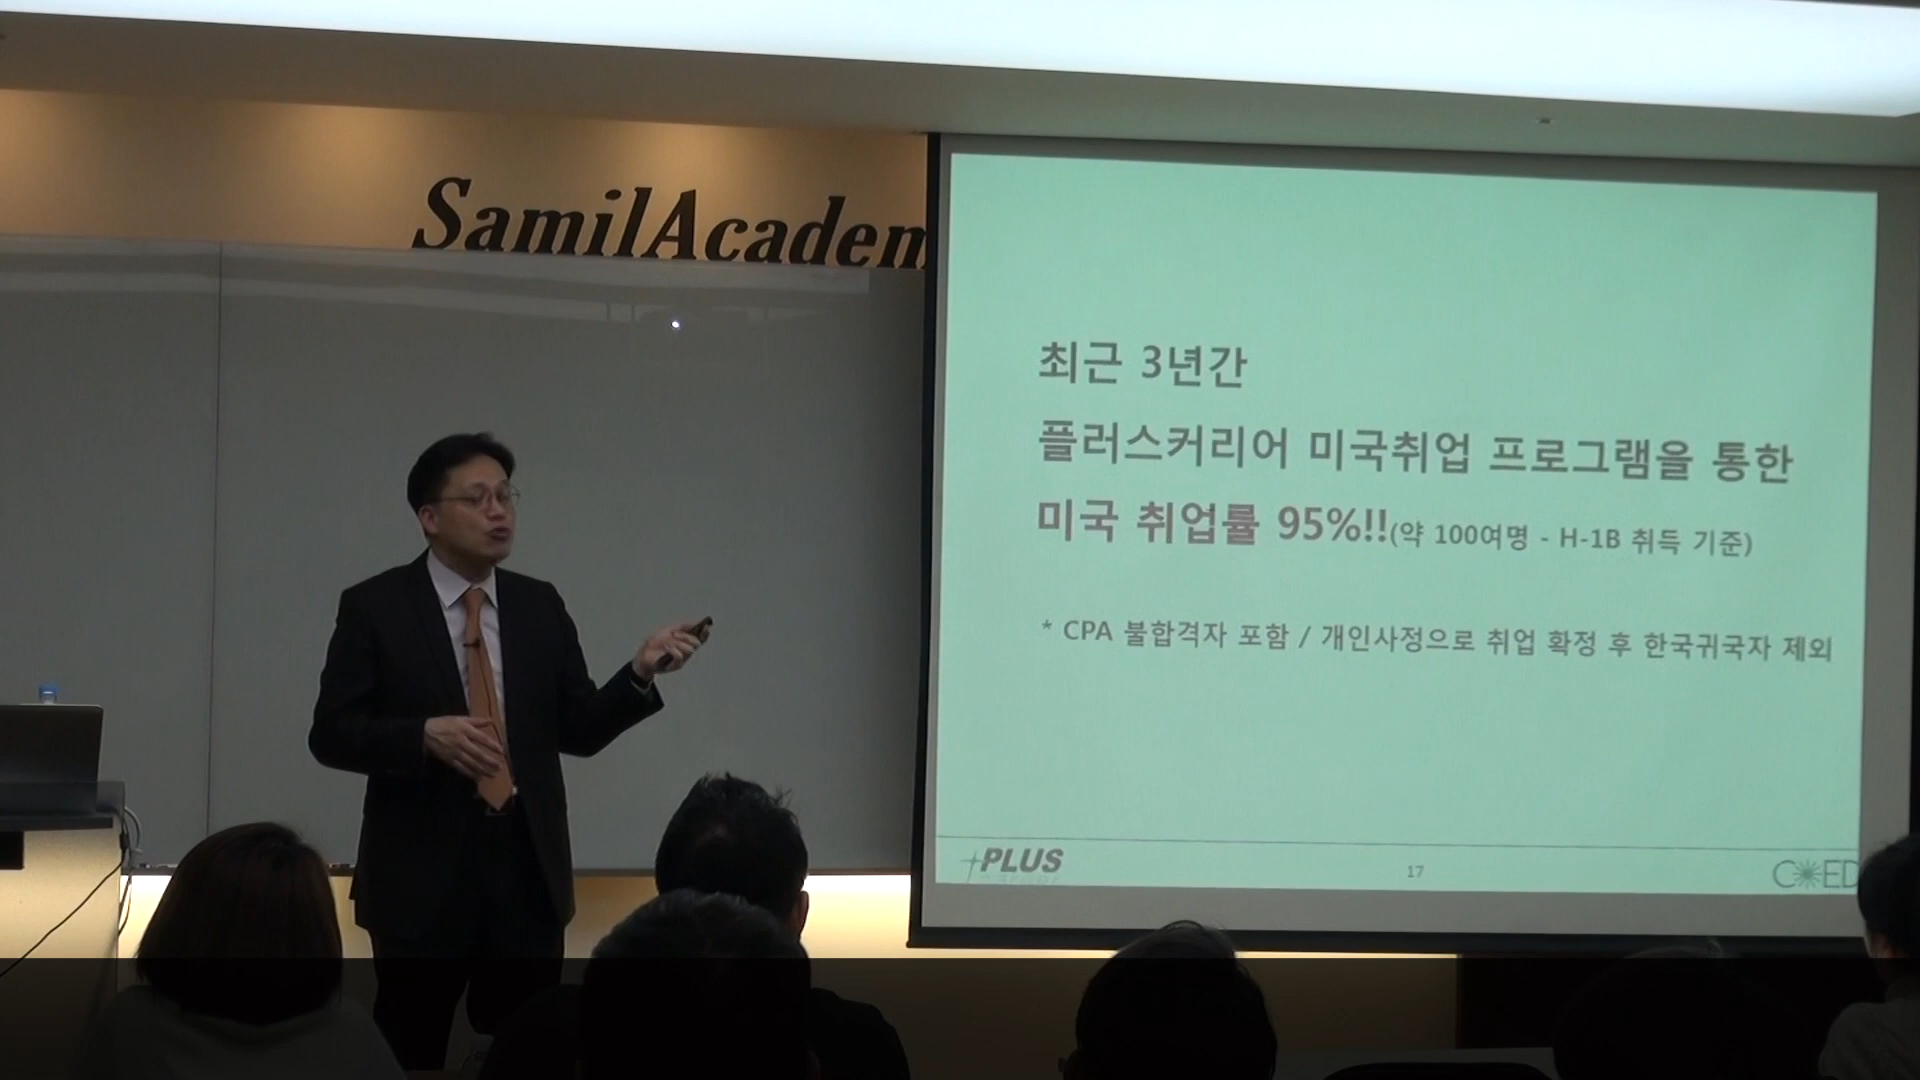 SamilAcadem
최근 3년간
플러스커리어 미국취업 프로그램을 통한
미국 취업률 95%!!(약 100여명 - H-1B 취득 기준)
* CPA 불합격자 포함 / 개인사정으로 취업 확정 후 한국귀국자 제외
PLUS
17
C*ED